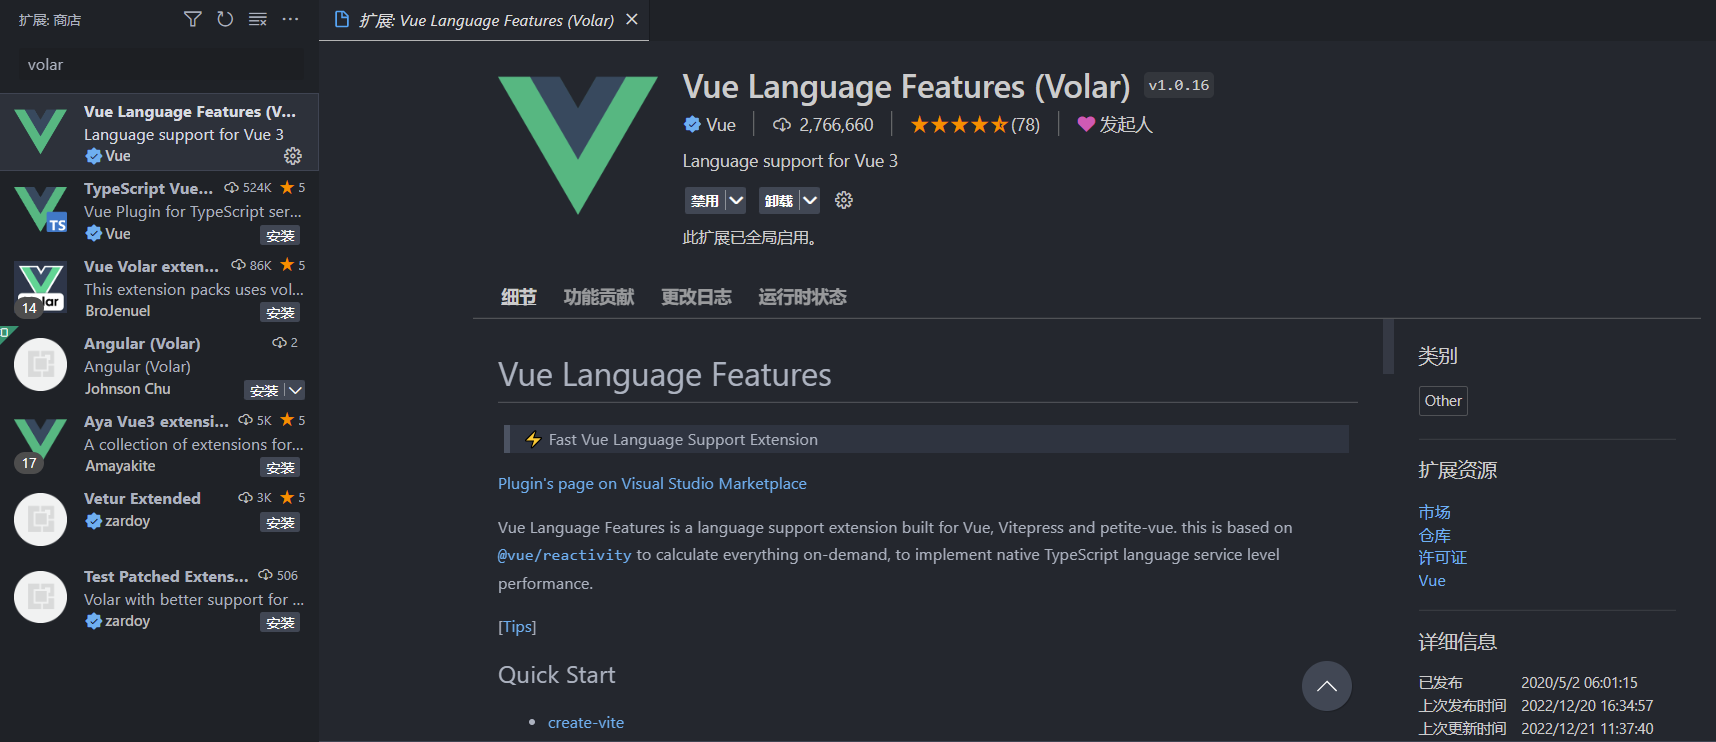 扩展: 商店
volar
Vue Language Features (V...
Language support for Vue 3
Vue
TypeScript Vue... 524K 5
Vue Plugin for TypeScript ser...
TS
Vue 安装
Vue Volar exten... 86K 5
This extension packs uses vol...
14
BroJenuel 安装
Angular (Volar) 2
Angular (Volar)
Johnson Chu 安装
Aya Vue3 extensi... 5K 5
A collection of extensions for...
17
Amayakite 安装
Vetur Extended 3K 5
zardoy 安装
Test Patched Extens... 506
Volar with better support for ...
zardoy 安装
扩展: Vue Language Features (Volar)
Vue Language Features (Volar) v1.0.16
Vue 2,766,660 (78) 发起人
Language support for Vue 3
禁用 卸载
此扩展已全局启用。
细节 功能贡献 更改日志 运行时状态
Vue Language Features
⚡ Fast Vue Language Support Extension
Plugin's page on Visual Studio Marketplace
Vue Language Features is a language support extension built for Vue, Vitepress and petite-vue. this is based on
@vue/reactivity to calculate everything on-demand, to implement native TypeScript language service level
performance.
[Tips]
Quick Start
• create-vite
类别
Other
扩展资源
市场
仓库
许可证
Vue
详细信息
已发布 2020/5/2 06:01:15
上次发布时间 2022/12/20 16:34:57
上次更新时间 2022/12/21 11:37:40